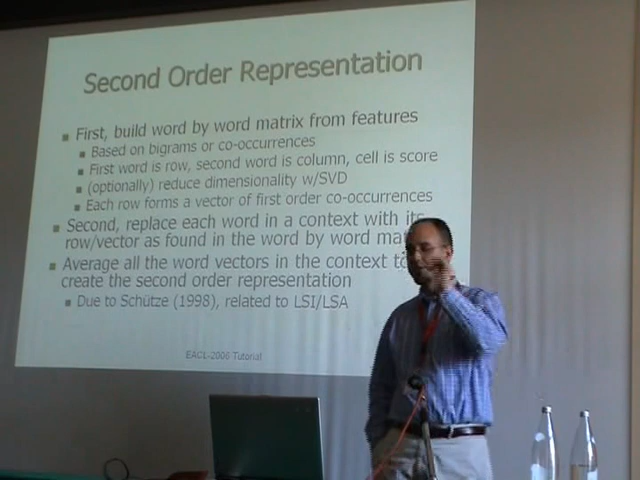 Second Order Representation
First, build word by word matrix from features
Based on bigrams or co-occurrences
First word is row, second word is column, cell is score
(optionally) reduce dimensionality w/SVD
Each row forms a vector of first order co-occurrences
Second, replace each word in a context with its
row/vector as found in the word by word
Average all the word vectors in the context
create the second order representation
Due to Schütze (1998), related to LSI/LSA
EACL-2006 Tutorial